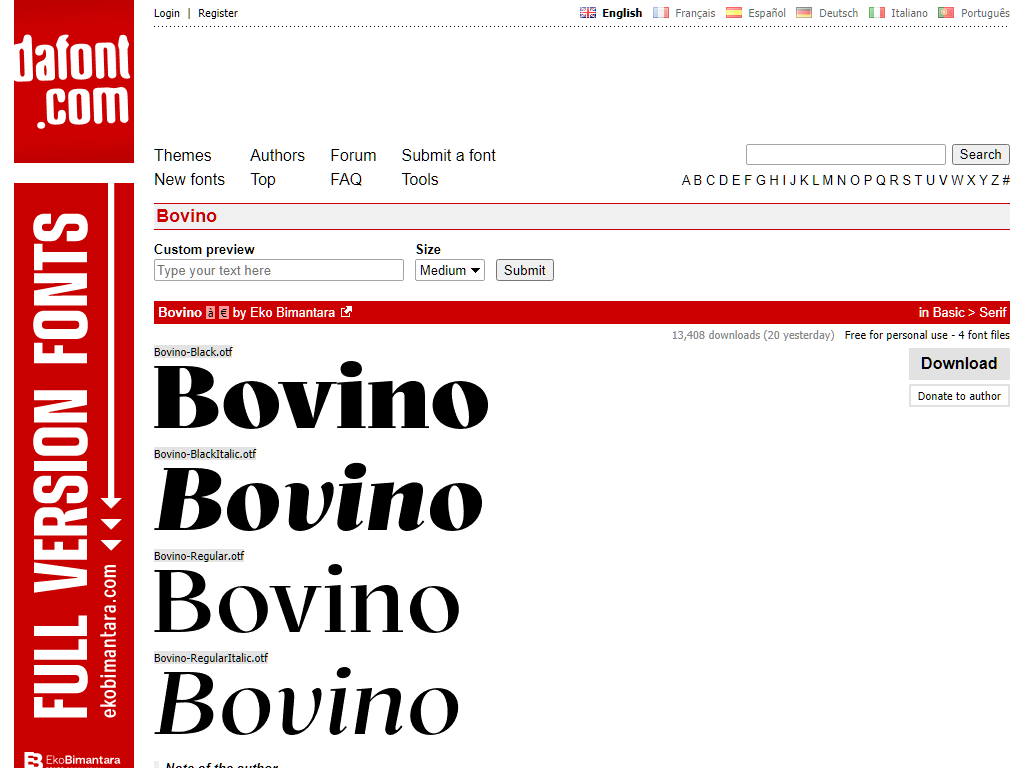 dafont
.com
Login | Register
English Français Español Deutsch Italiano Português
Themes Authors Forum Submit a font
Search
New fonts Top FAQ Tools
A B C D E F G H I J K L M N O P Q R S T U V W X Y Z #
Bovino
Custom preview Size
Type your text here Medium Submit
Bovino à € by Eko Bimantara in Basic > Serif
13,408 downloads (20 yesterday) Free for personal use - 4 font files
Download
Donate to author
Bovino-Black.otf
Bovino
Bovino-BlackItalic.otf
Bovino
Bovino-Regular.otf
Bovino
Bovino-RegularItalic.otf
Bovino
Note of the author
FULL VERSION FONTS
ekobimantara.com
EkoBimantara